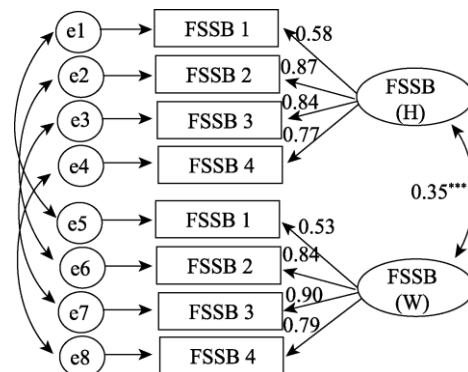 e1 FSSB 1 0.58
e2 FSSB 2 0.87
e3 FSSB 3 0.84
e4 FSSB 4 0.77
FSSB
(H)
0.35***
e5 FSSB 1 0.53
e6 FSSB 2 0.84
e7 FSSB 3 0.90
e8 FSSB 4 0.79
FSSB
(W)